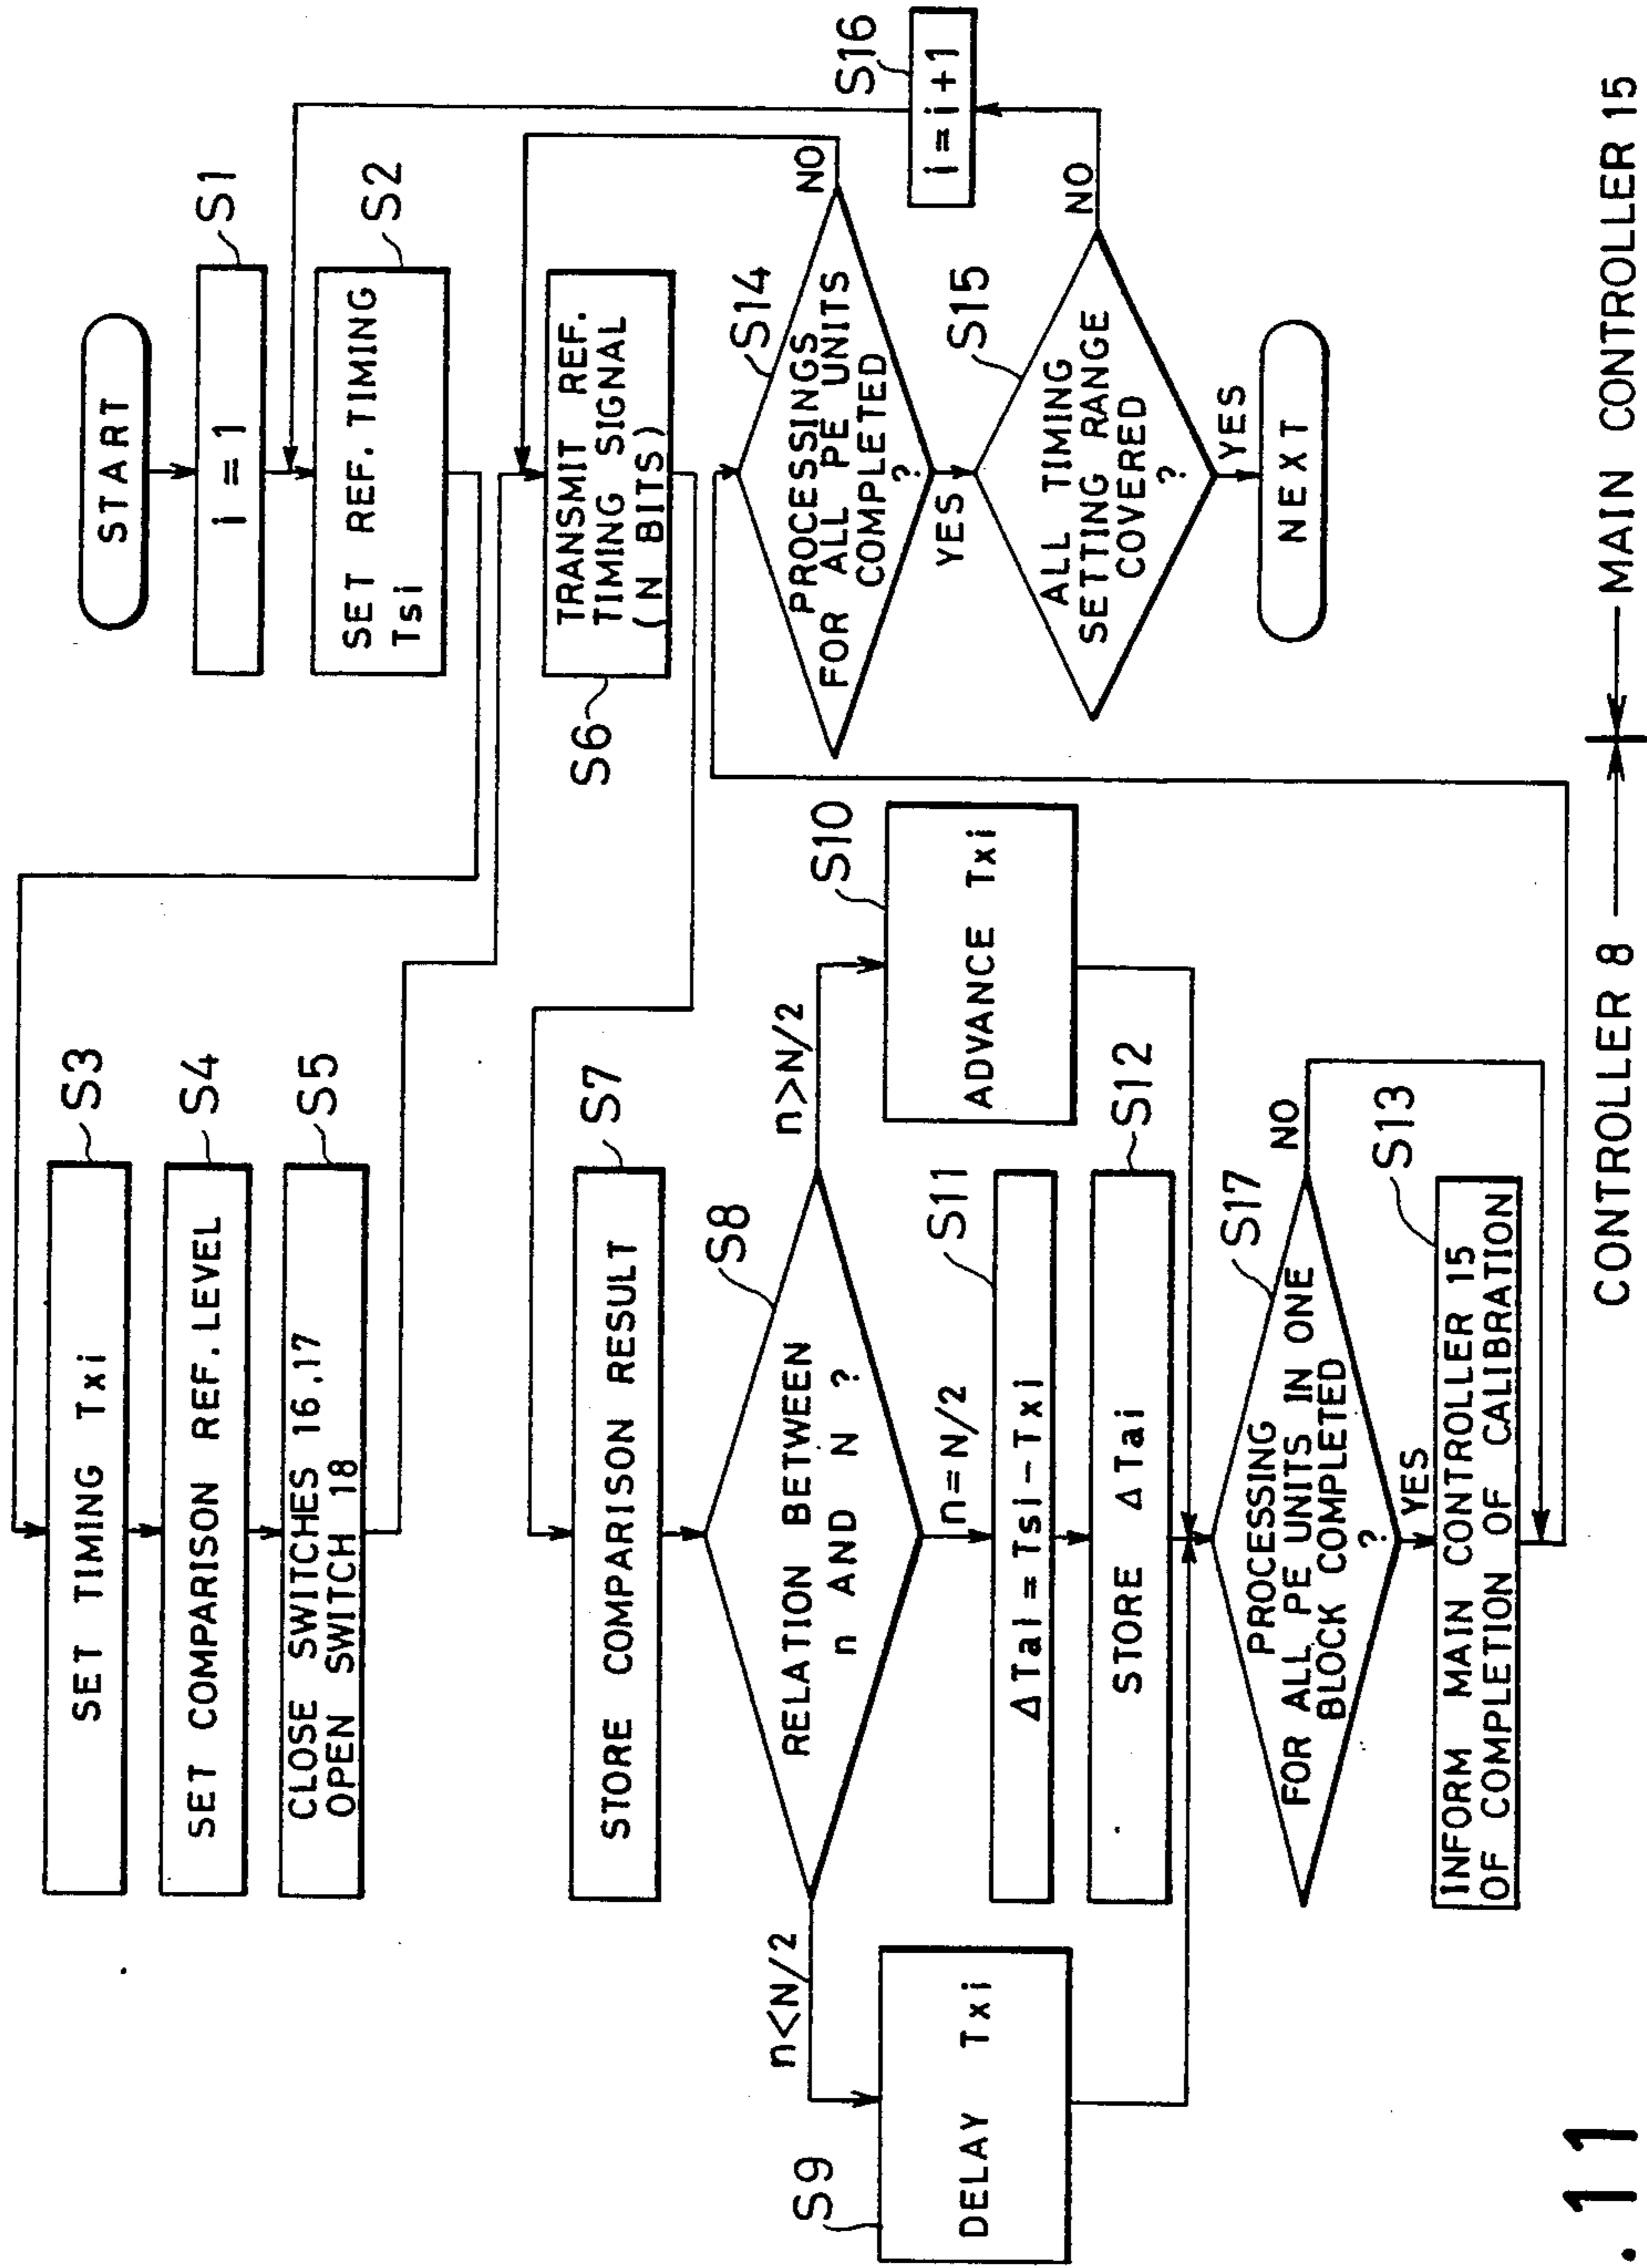 START
S1
i = 1
S2
SET REF. TIMING
Tsi
S3
SET TIMING Txi
S4
SET COMPARISON REF. LEVEL
S5
CLOSE SWITCHES 16,17
OPEN SWITCH 18
S6
TRANSMIT REF.
TIMING SIGNAL
(N BITS)
S7
STORE COMPARISON RESULT
S8
RELATION BETWEEN
n AND N ?
n<N/2
n=N/2
n>N/2
S9
DELAY Txi
S10
ADVANCE Txi
S11
ΔTai = Tsi - Txi
S12
STORE ΔTai
S17
PROCESSING
FOR ALL PE UNITS IN ONE
BLOCK COMPLETED
?
NO
YES
S13
INFORM MAIN CONTROLLER 15
OF COMPLETION OF CALIBRATION
S14
PROCESSINGS
FOR ALL PE UNITS
COMPLETED
?
NO
YES
S15
ALL TIMING
SETTING RANGE
COVERED
?
NO
YES
S16
i = i + 1
NEXT
CONTROLLER 8
MAIN CONTROLLER 15
. 11